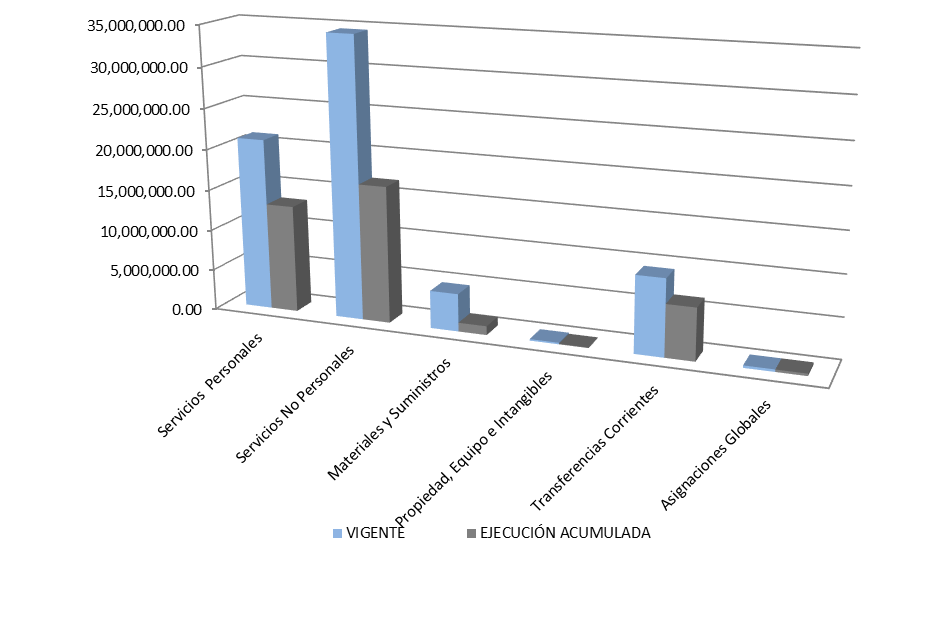 35,000,000.00
30,000,000.00
25,000,000.00
20,000,000.00
15,000,000.00
10,000,000.00
5,000,000.00
0.00
Servicios  Personales
Servicios No Personales
Materiales y Suministros
Propiedad, Equipo e Intangibles
Transferencias Corrientes
Asignaciones Globales
VIGENTE
EJECUCIÓN ACUMULADA